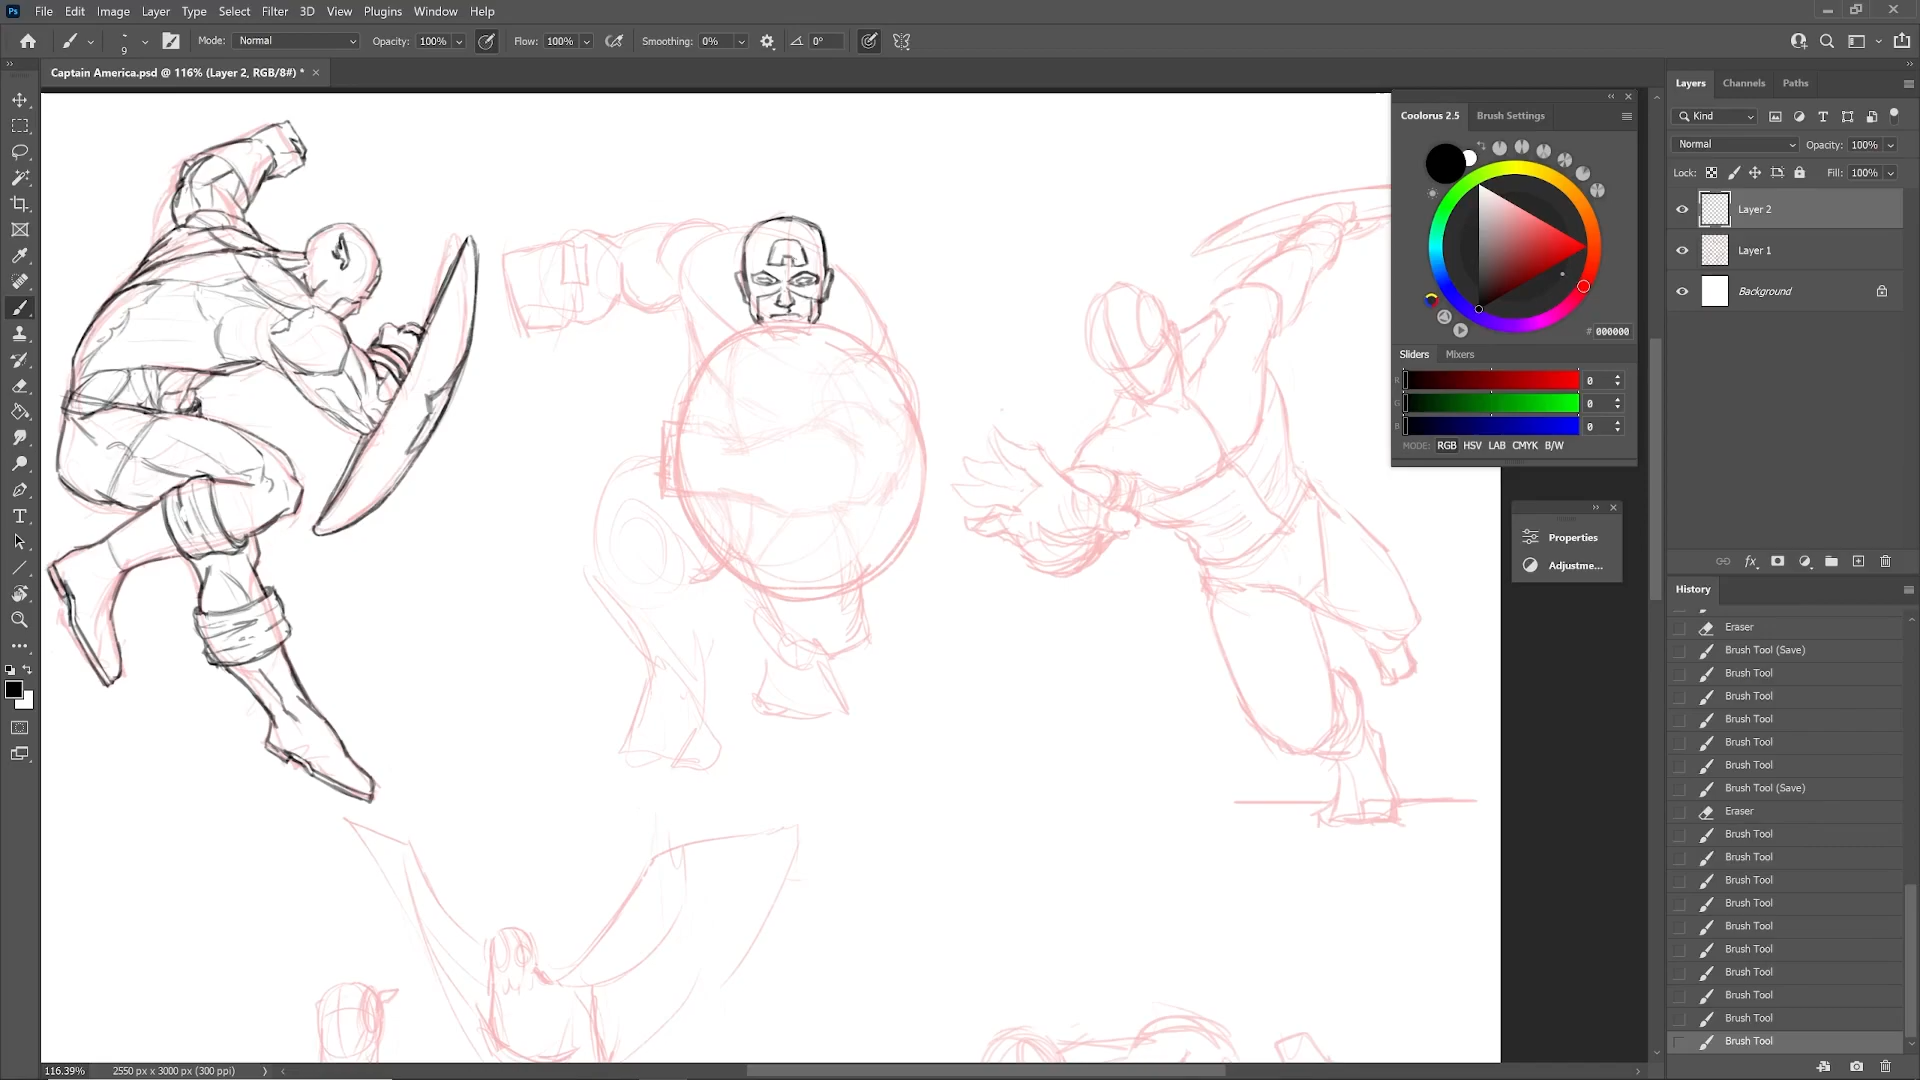 Ps File Edit Image Layer Type Select Filter 3D View Plugins Window Help
9 Mode: Normal Opacity: 100% Flow: 100% Smoothing: 0% 0°
Captain America.psd @ 116% (Layer 2, RGB/8#) *
Layers Channels Paths
Coolorus 2.5 Brush Settings
Kind
Normal Opacity: 100%
Lock: Fill: 100%
Layer 2
Layer 1
Background
# 000000
Sliders Mixers
R 0
G 0
B 0
MODE: RGB HSV LAB CMYK B/W
Properties
Adjustme...
History
Eraser
Brush Tool (Save)
Brush Tool
Brush Tool
Brush Tool
Brush Tool
Brush Tool
Brush Tool (Save)
Eraser
Brush Tool
Brush Tool
Brush Tool
Brush Tool
Brush Tool
Brush Tool
Brush Tool
Brush Tool
Brush Tool
Brush Tool
116.39% 2550 px x 3000 px (300 ppi)